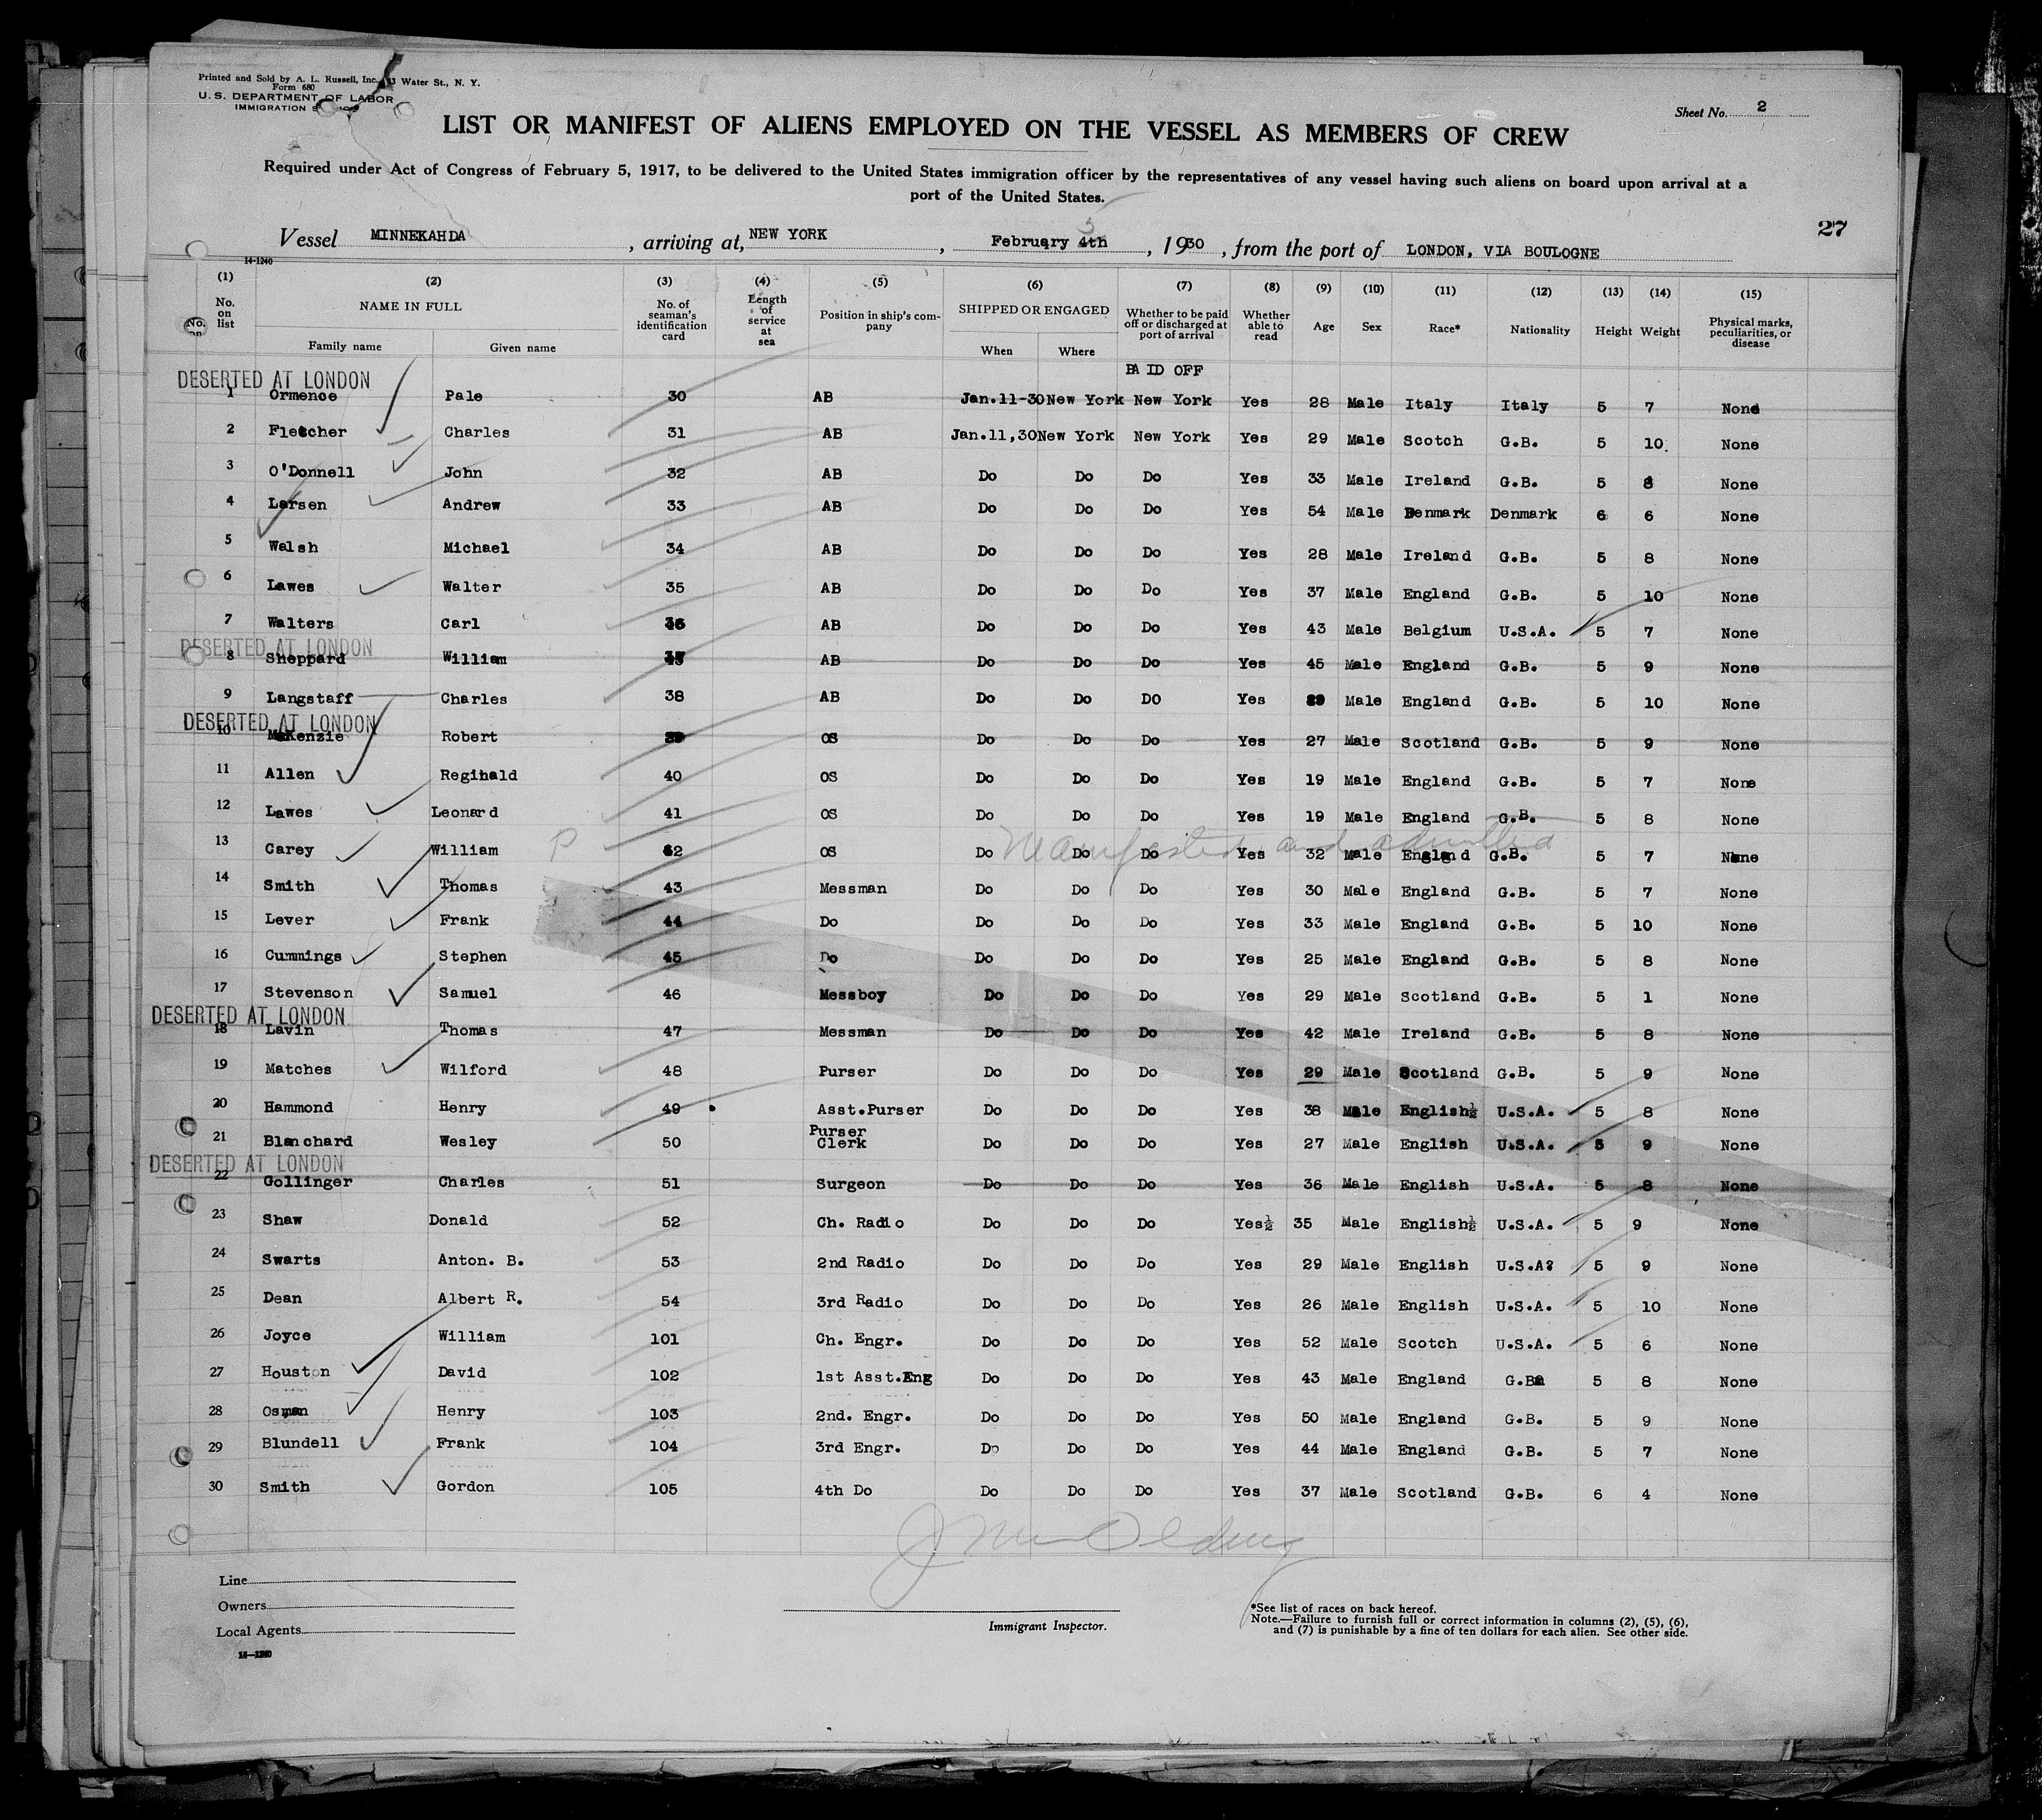 Printed and Sold by A. L. Russell, Inc., Water St., N. Y.
Form 680
U. S. DEPARTMENT OF LABOR
IMMIGRATION
Sheet No. 2
LIST OR MANIFEST OF ALIENS EMPLOYED ON THE VESSEL AS MEMBERS OF CREW
Required under Act of Congress of February 5, 1917, to be delivered to the United States immigration officer by the representatives of any vessel having such aliens on board upon arrival at a
port of the United States.
27
Vessel MINNEKAHDA, arriving at, NEW YORK, February 4th 5, 1930, from the port of LONDON, VIA BOULOGNE
14-1240
(1) (2) (3) (4) (5) (6) (7) (8) (9) (10) (11) (12) (13) (14) (15)
No. on list NAME IN FULL No. of seaman's identification card Length of service at sea Position in ship's company SHIPPED OR ENGAGED Whether to be paid off or discharged at port of arrival Whether able to read Age Sex Race* Nationality Height Weight Physical marks, peculiarities, or disease
Family name Given name When Where
PAID OFF
DESERTED AT LONDON
1 Ormenoe Pale 30 AB Jan.11-30 New York New York Yes 28 Male Italy Italy 5 7 None
2 Fletcher Charles 31 AB Jan.11,30 New York New York Yes 29 Male Scotch G.B. 5 10. None
3 O'Donnell John 32 AB Do Do Do Yes 33 Male Ireland G.B. 5 8 None
4 Larsen Andrew 33 AB Do Do Do Yes 54 Male Denmark Denmark 6 6 None
5 Walsh Michael 34 AB Do Do Do Yes 28 Male Ireland G.B. 5 8 None
6 Lawes Walter 35 AB Do Do Do Yes 37 Male England G.B. 5 10 None
7 Walters Carl 36 AB Do Do Do Yes 43 Male Belgium U.S.A. 5 7 None
DESERTED AT LONDON
8 Sheppard William 37 AB Do Do Do Yes 45 Male England G.B. 5 9 None
9 Langstaff Charles 38 AB Do Do DO Yes Male England G.B. 5 10 None
DESERTED AT LONDON
10 McKenzie Robert 39 OS Do Do Do Yes 27 Male Scotland G.B. 5 9 None
11 Allen Reginald 40 OS Do Do Do Yes 19 Male England G.B. 5 7 None
12 Lawes Leonard 41 OS Do Do Do Yes 19 Male England G.B. 5 8 None
Manifested and admitted
13 Carey William P 62 OS Do Do Do Yes 32 Male England G.B. 5 7 None
14 Smith Thomas 43 Messman Do Do Do Yes 30 Male England G.B. 5 7 None
15 Lever Frank 44 Do Do Do Do Yes 33 Male England G.B. 5 10 None
16 Cummings Stephen 45 Do Do Do Do Yes 25 Male England G.B. 5 8 None
17 Stevenson Samuel 46 Messboy Do Do Do Yes 29 Male Scotland G.B. 5 1 None
DESERTED AT LONDON
18 Lavin Thomas 47 Messman Do Do Do Yes 42 Male Ireland G.B. 5 8 None
19 Matches Wilford 48 Purser Do Do Do Yes 29 Male Scotland G.B. 5 9 None
20 Hammond Henry 49 Asst.Purser Do Do Do Yes 38 Male English½ U.S.A. 5 8 None
21 Blanchard Wesley 50 Purser Clerk Do Do Do Yes 27 Male English U.S.A. 5 9 None
DESERTED AT LONDON
22 Gollinger Charles 51 Surgeon Do Do Do Yes 36 Male English U.S.A. 5 8 None
23 Shaw Donald 52 Ch. Radio Do Do Do Yes½ 35 Male English½ U.S.A. 5 9 None
24 Swarts Anton. B. 53 2nd Radio Do Do Do Yes 29 Male English U.S.A? 5 9 None
25 Dean Albert R. 54 3rd Radio Do Do Do Yes 26 Male English U.S.A. 5 10 None
26 Joyce William 101 Ch. Engr. Do Do Do Yes 52 Male Scotch U.S.A. 5 6 None
27 Houston David 102 1st Asst.Eng Do Do Do Yes 43 Male England G.B. 5 8 None
28 Osman Henry 103 2nd. Engr. Do Do Do Yes 50 Male England G.B. 5 9 None
29 Blundell Frank 104 3rd Engr. Do Do Do Yes 44 Male England G.B. 5 7 None
30 Smith Gordon 105 4th Do Do Do Do Yes 37 Male Scotland G.B. 6 4 None
Line
Owners
Local Agents
14-1240
Immigrant Inspector.
*See list of races on back hereof.
Note.—Failure to furnish full or correct information in columns (2), (5), (6),
and (7) is punishable by a fine of ten dollars for each alien. See other side.